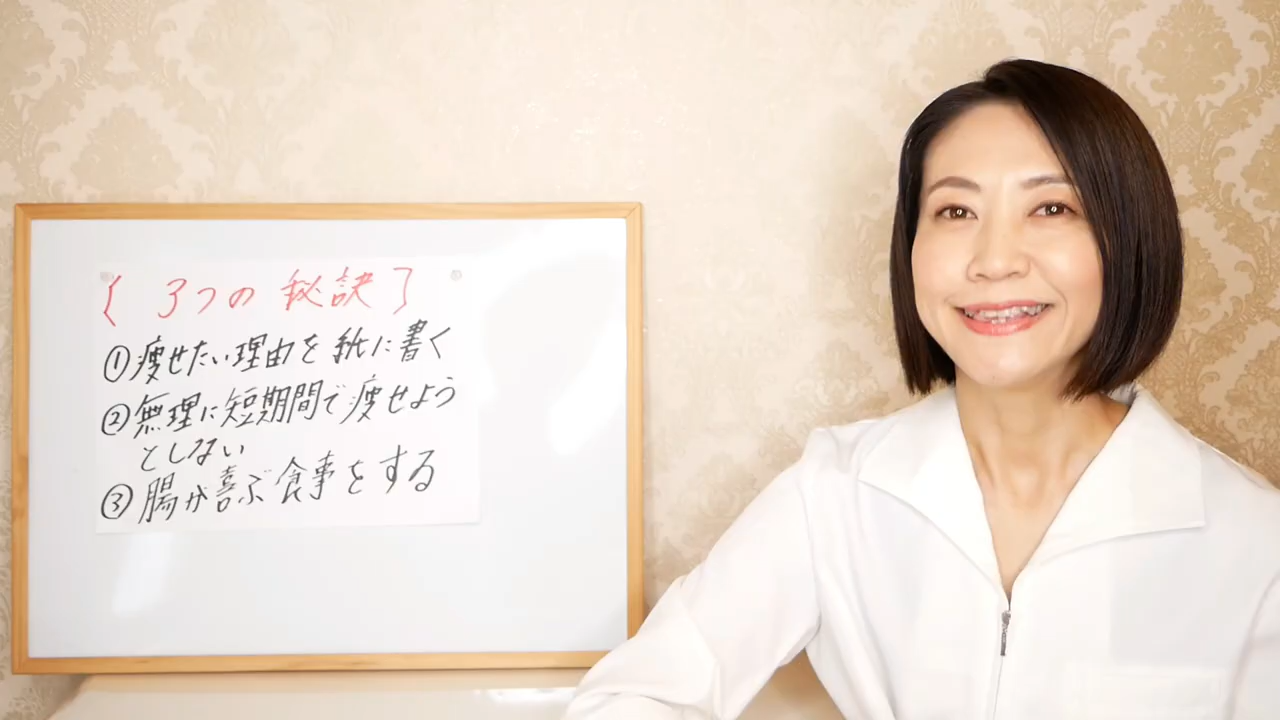 〔 3つの 秘訣 〕
①痩せたい理由を紙に書く
②無理に短期間で痩せよう
としない
③腸が喜ぶ食事をする